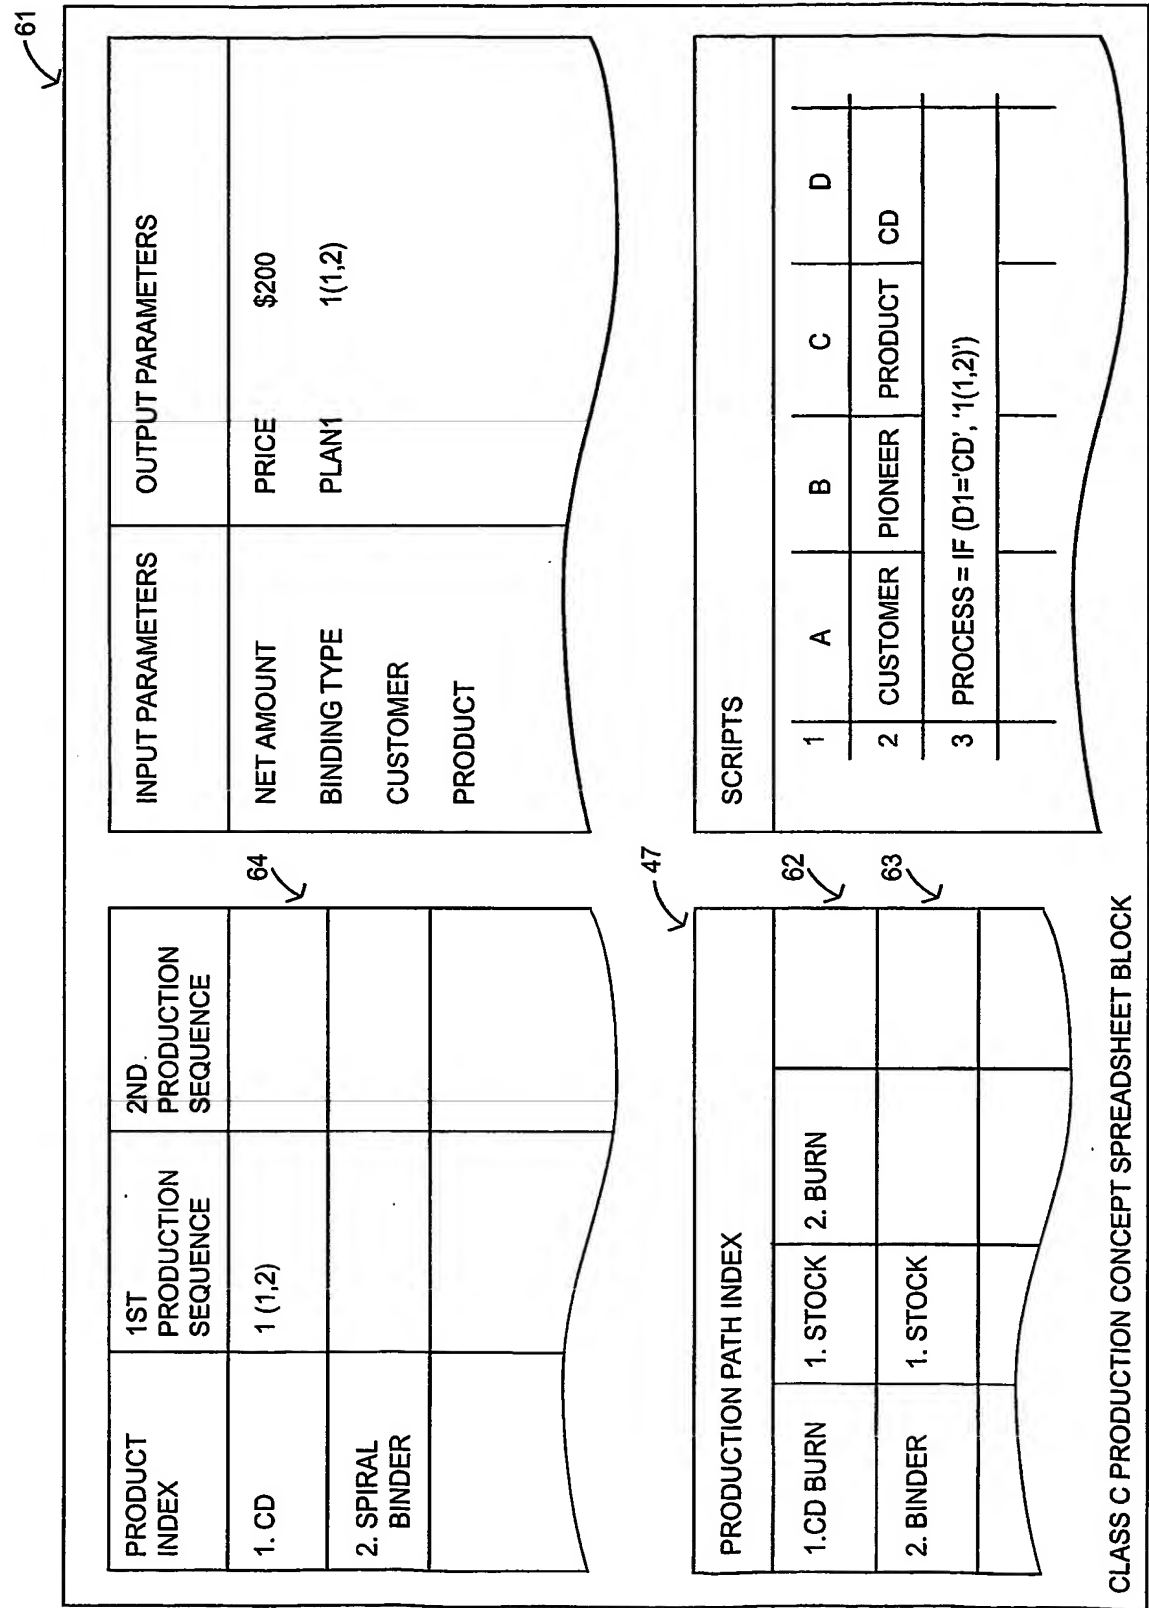 61
PRODUCT INDEX
1ST PRODUCTION SEQUENCE
2ND. PRODUCTION SEQUENCE
1. CD
1 (1,2)
2. SPIRAL BINDER
64
INPUT PARAMETERS
OUTPUT PARAMETERS
NET AMOUNT
PRICE
$200
BINDING TYPE
PLAN1
1(1,2)
CUSTOMER
PRODUCT
47
PRODUCTION PATH INDEX
1.CD BURN
1. STOCK
2. BURN
62
2. BINDER
1. STOCK
63
SCRIPTS
1 A B C D
2 CUSTOMER PIONEER PRODUCT CD
3 PROCESS = IF (D1='CD', '1(1,2)')
CLASS C PRODUCTION CONCEPT SPREADSHEET BLOCK